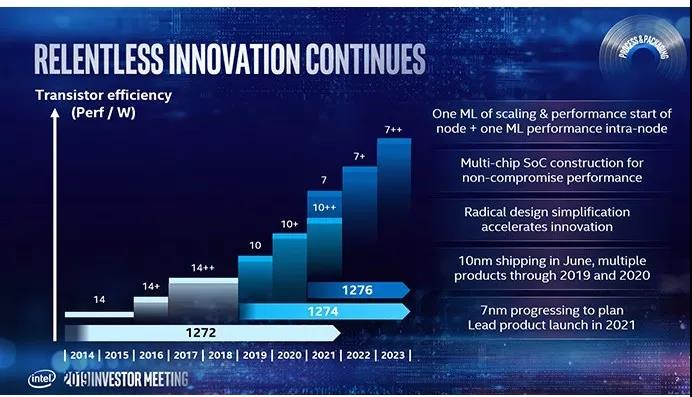 RELENTLESS INNOVATION CONTINUES
PROCESS & PACKAGING
Transistor efficiency
(Perf / W)
7++
7+
7
10++
10+
10
14++
14+
14
1276
1274
1272
| 2014 | 2015 | 2016 | 2017 | 2018 | 2019 | 2020 | 2021 | 2022 | 2023 |
One ML of scaling & performance start of
node + one ML performance intra-node
Multi-chip SoC construction for
non-compromise performance
Radical design simplification
accelerates innovation
10nm shipping in June, multiple
products through 2019 and 2020
7nm progressing to plan
Lead product launch in 2021
intel 2019 INVESTOR MEETING